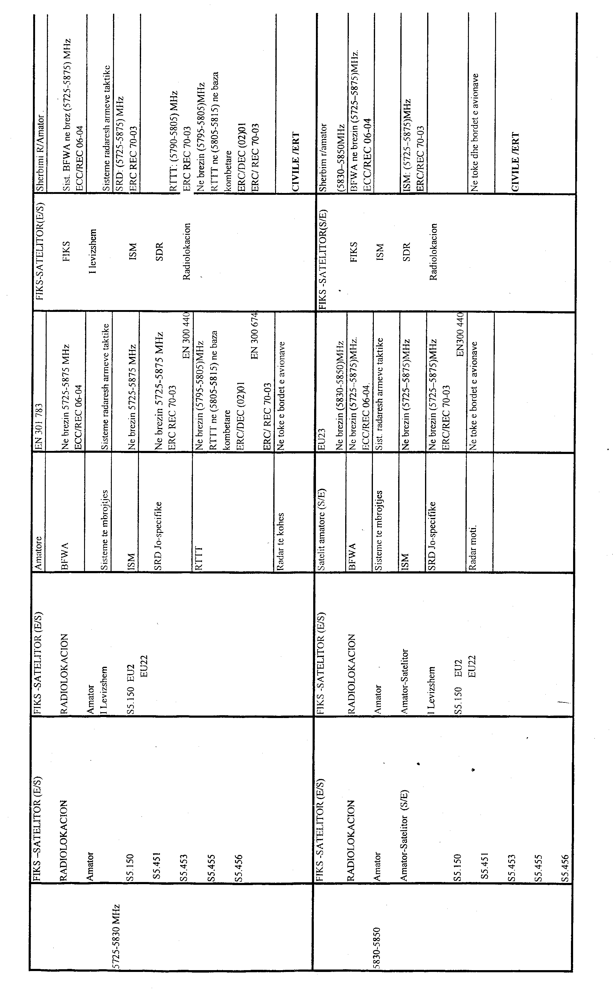 5725-5830 MHz
FIKS –SATELITOR (E/S)
RADIOLOKACION
Amator
S5.150
S5.451
S5.453
S5.455
S5.456
FIKS -SATELITOR (E/S)
RADIOLOKACION
Amator
I Levizshem
S5.150 EU2
EU22
Amatore
BFWA
Sisteme te mbrojtjes
ISM
SRD Jo-specifike
RTTT
Radar te kohes
EN 301 783
Ne brezin 5725-5875 MHz
ECC/REC 06-04
Sisteme radaresh armeve taktike
Ne brezin 5725-5875 MHz
Ne brezin 5725-5875 MHz
ERC REC 70-03
EN 300 440
Ne brezin (5795-5805)MHz
RTTT ne (5805-5815) ne baza
kombetare
ERC/DEC (02)01
EN 300 674
ERC/ REC 70-03
Ne toke e bordet e avionave
FIKS-SATELITOR(E/S)
FIKS
I levizshem
ISM
SDR
Radiolokacion
Sherbimi R/Amator .
Sist. BFWA ne brez (5725-5875) MHz
ECC/REC 06-04
Sisteme radaresh armeve taktike
SRD: (5725-5875) MHz
ERC REC 70-03
RTTT: (5790-5805) MHz
ERC REC 70-03
Ne brezin (5795-5805)MHz
RTTT ne (5805-5815) ne baza
kombetare
ERC/DEC (02)01
ERC/ REC 70-03
CIVILE /ERT
5830-5850
FIKS -SATELITOR (E/S)
RADIOLOKACION
Amator
Amator-Satelitor (S/E)
S5.150
S5.451
S5.453
S5.455
S5.456
FIKS -SATELITOR (E/S)
RADIOLOKACION
Amator
Amator-Satelitor
I Levizshem
S5.150 EU2
EU22
Satelit amatore (S/E)
BFWA
Sisteme te mbrojtjes
ISM
SRD Jo-specifike
Radar moti.
EU23
Ne brezin (5830-5850)MHz
Ne brezin (5725–5875)MHz.
ECC/REC 06-04.
Sist. radaresh armeve taktike
Ne brezin (5725–5875)MHz
Ne brezin (5725–5875)MHz
ERC/REC 70-03
EN300 440
Ne toke e bordet e avionave
FIKS -SATELITOR(S/E)
FIKS
ISM
SDR
Radiolokacion
Sherbim r/amator
(5830–5850MHz
BFWA ne brezin (5725–5875)MHz.
ECC/REC 06-04
ISM: (5725–5875)MHz
ERC/REC 70-03
Ne toke dhe bordet e avionave
CIVILE /ERT